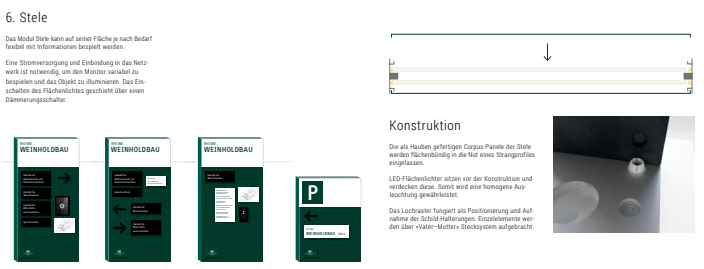 6. Stele
Das Modul Stele kann auf seiner Fläche je nach Bedarf
fexibel mit Informationen bespielt werden.
Eine Stromversorgung und Einbindung in das Netz-
werk ist notwendig, um den Monitor variabel zu
bespielen und das Objekt zu illuminieren. Das Ein-
schalten des Flächenlichtes geschieht über einen
Dämmerungsschalter.
WEINHOLDBAU
WEINHOLDBAU
WEINHOLDBAU
P
WEINHOLDBAU
Konstruktion
Die als Hauben gefertigen Corpus-Panele der Stele
werden flächenbündig in die Nut eines Strangprofiles
eingelassen.
LED-Flächenlichter sitzen vor der Konstruktion und
verdecken diese. Somit wird eine homogene Aus-
leuchtung gewährleistet.
Das Lochraster fungiert als Positionierung und Auf-
nahme der Schild-Halterungen. Einzelelemente wer-
den über »Vater–Mutter« Stecksystem aufgebracht.